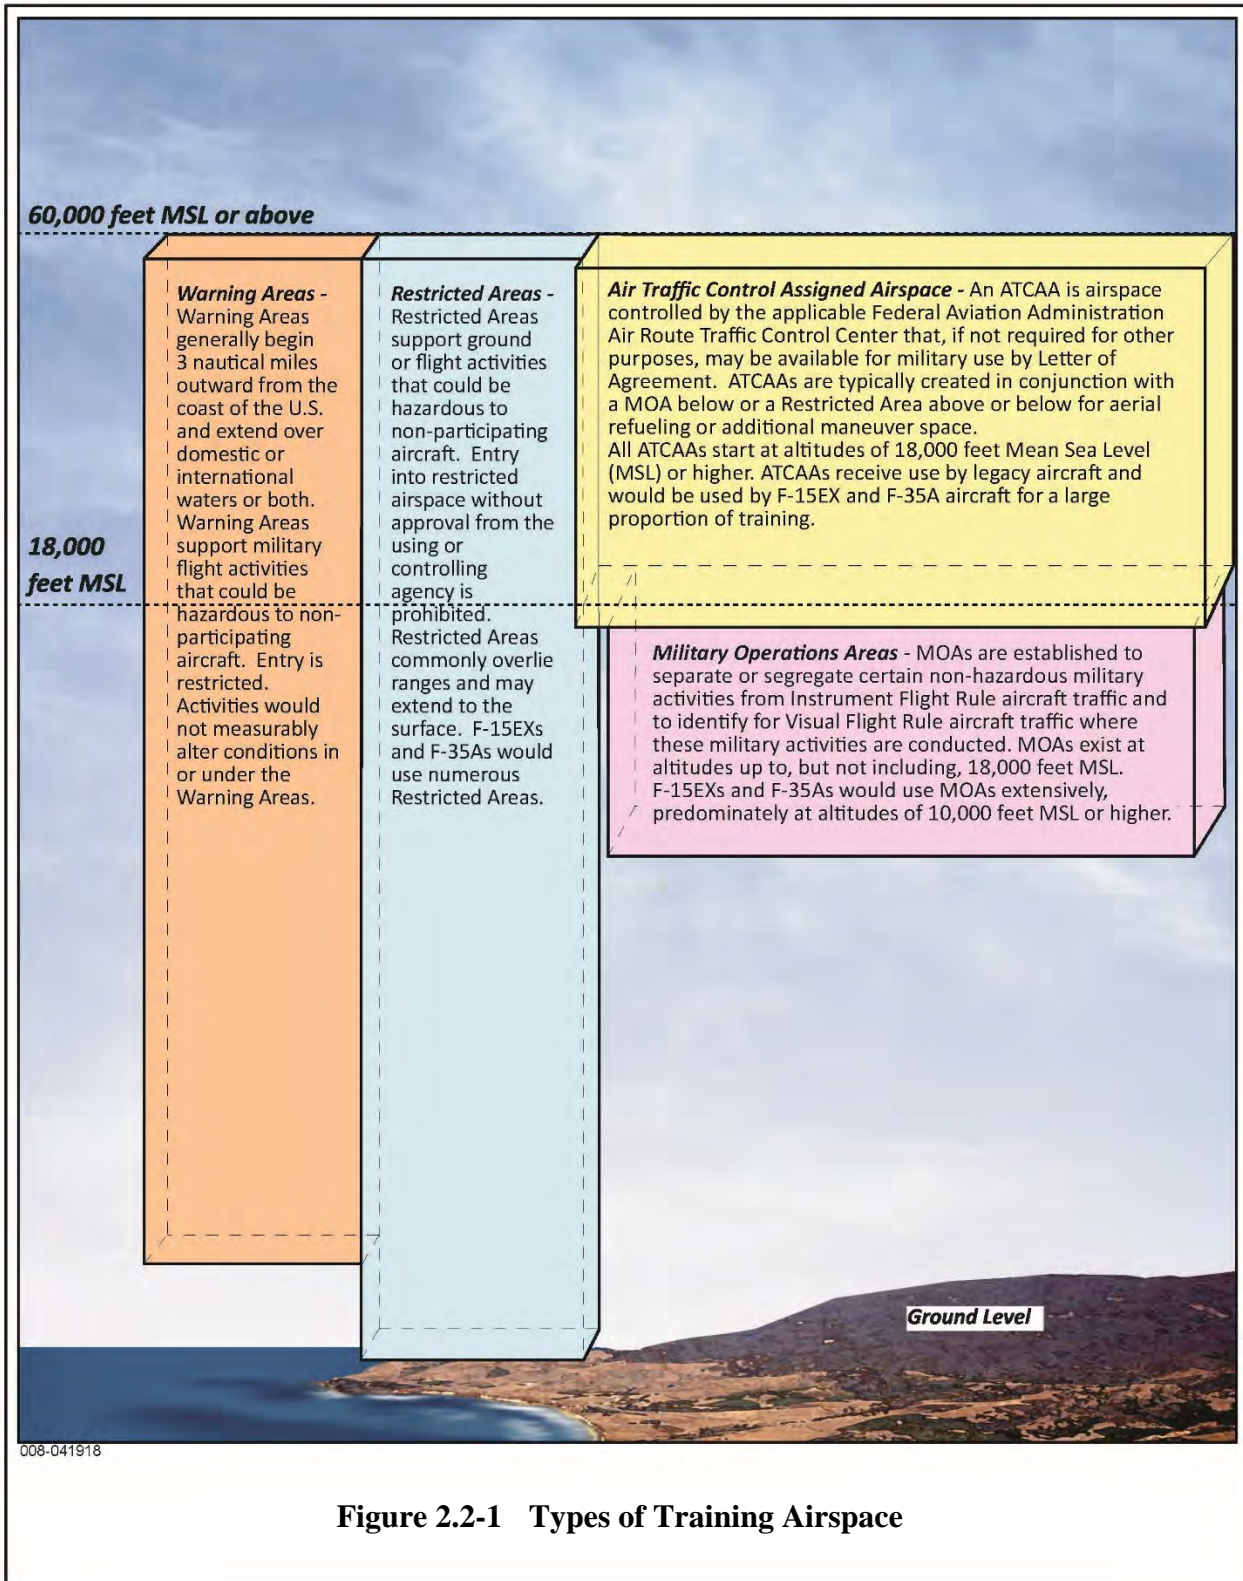 60,000 feet MSL or above
Warning Areas -
Warning Areas
generally begin
3 nautical miles
outward from the
coast of the U.S.
and extend over
domestic or
international
waters or both.
Warning Areas
support military
flight activities
that could be
hazardous to non-
participating
aircraft. Entry is
restricted.
Activities would
not measurably
alter conditions in
or under the
Warning Areas.
Restricted Areas -
Restricted Areas
support ground
or flight activities
that could be
hazardous to
non-participating
aircraft. Entry
into restricted
airspace without
approval from the
using or
controlling
agency is
prohibited.
Restricted Areas
commonly overlie
ranges and may
extend to the
surface. F-15EXs
and F-35As would
use numerous
Restricted Areas.
Air Traffic Control Assigned Airspace - An ATCAA is airspace
controlled by the applicable Federal Aviation Administration
Air Route Traffic Control Center that, if not required for other
purposes, may be available for military use by Letter of
Agreement. ATCAAs are typically created in conjunction with
a MOA below or a Restricted Area above or below for aerial
refueling or additional maneuver space.
All ATCAAs start at altitudes of 18,000 feet Mean Sea Level
(MSL) or higher. ATCAAs receive use by legacy aircraft and
would be used by F-15EX and F-35A aircraft for a large
proportion of training.
18,000
feet MSL
Military Operations Areas - MOAs are established to
separate or segregate certain non-hazardous military
activities from Instrument Flight Rule aircraft traffic and
to identify for Visual Flight Rule aircraft traffic where
these military activities are conducted. MOAs exist at
altitudes up to, but not including, 18,000 feet MSL.
F-15EXs and F-35As would use MOAs extensively,
predominately at altitudes of 10,000 feet MSL or higher.
Ground Level
008-041918
Figure 2.2-1 Types of Training Airspace